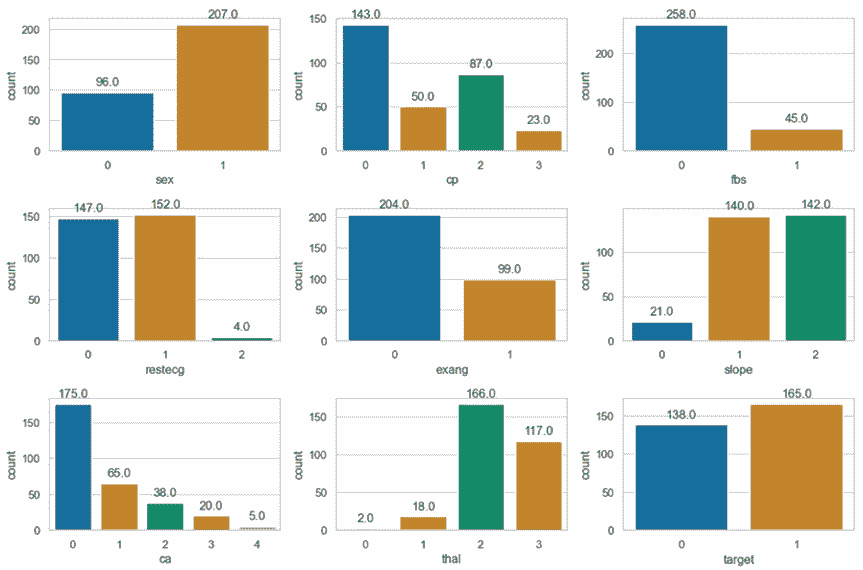 207.0
200
96.0
100
0
count
0 1
sex
150
143.0
100
87.0
50.0
50
23.0
0
count
0 1 2 3
cp
258.0
200
100
45.0
0
count
0 1
fbs
147.0 152.0
150
100
50
4.0
0
count
0 1 2
restecg
204.0
200
150
99.0
100
50
0
count
0 1
exang
140.0 142.0
100
50
21.0
0
count
0 1 2
slope
175.0
150
100
65.0
50
38.0
20.0
5.0
0
count
0 1 2 3 4
ca
166.0
150
117.0
100
50
18.0
2.0
0
count
0 1 2 3
thal
165.0
150
138.0
100
50
0
count
0 1
target